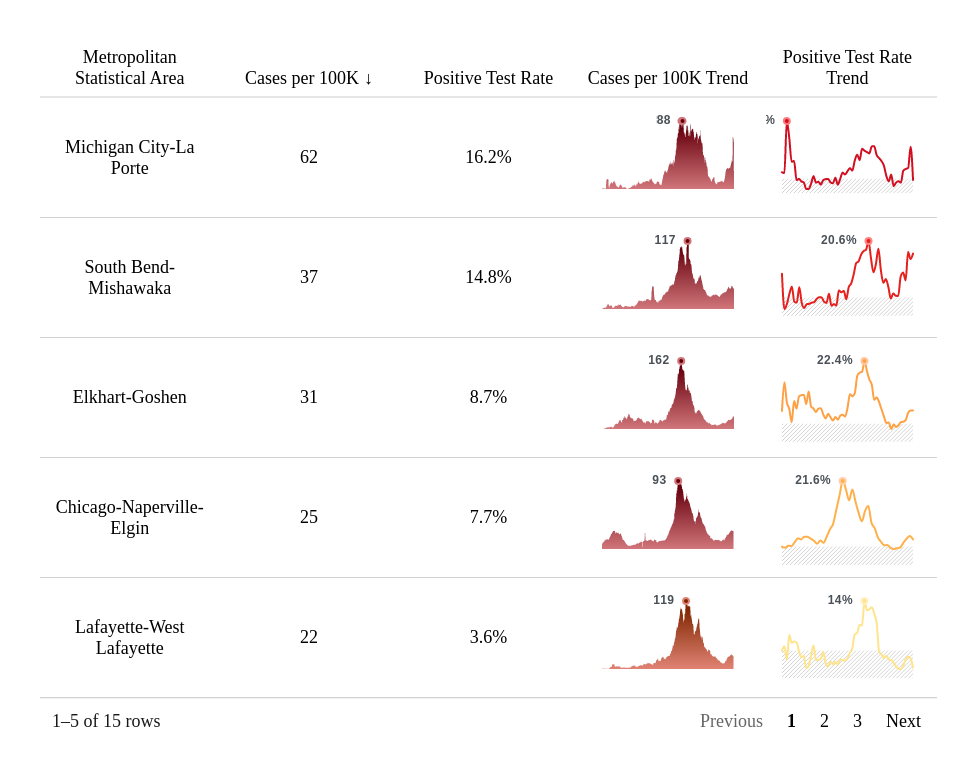 Metropolitan
Statistical Area
Cases per 100K ↓
Positive Test Rate
Cases per 100K Trend
Positive Test Rate
Trend
Michigan City-La
Porte
62
16.2%
88
%
South Bend-
Mishawaka
37
14.8%
117
20.6%
Elkhart-Goshen
31
8.7%
162
22.4%
Chicago-Naperville-
Elgin
25
7.7%
93
21.6%
Lafayette-West
Lafayette
22
3.6%
119
14%
1–5 of 15 rows
Previous 1 2 3 Next